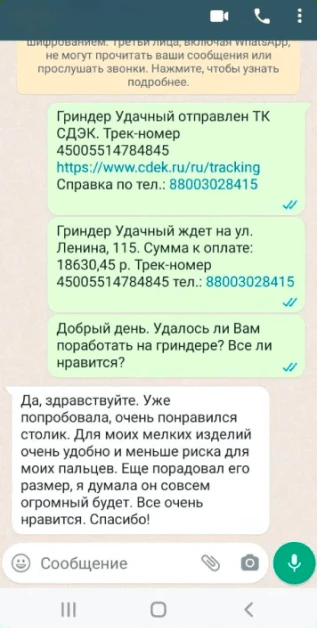 шифрованием. Третьи лица, включая WhatsApp,
не могут прочитать ваши сообщения или
прослушать звонки. Нажмите, чтобы узнать
подробнее.
Гриндер Удачный отправлен ТК
СДЭК. Трек-номер
45005514784845
https://www.cdek.ru/ru/tracking
Справка по тел.: 88003028415
Гриндер Удачный ждет на ул.
Ленина, 115. Сумма к оплате:
18630,45 р. Трек-номер
45005514784845 тел.: 88003028415
Добрый день. Удалось ли Вам
поработать на гриндере? Все ли
нравится?
Да, здравствуйте. Уже
попробовала, очень понравился
столик. Для моих мелких изделий
очень удобно и меньше риска для
моих пальцев. Еще порадовал его
размер, я думала он совсем
огромный будет. Все очень
нравится. Спасибо!
Сообщение